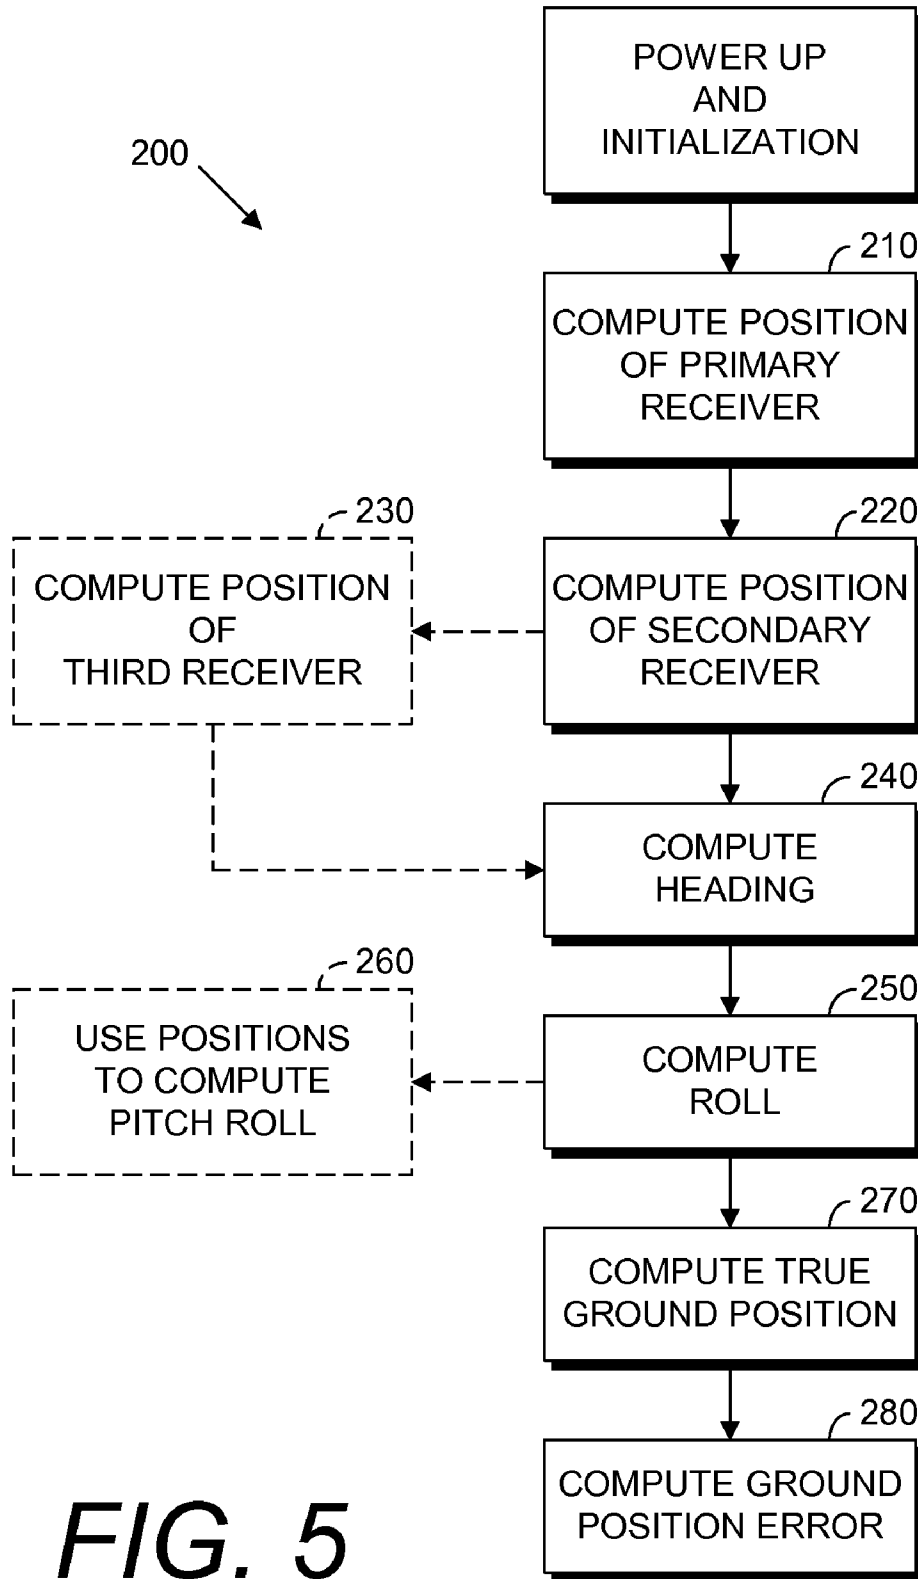 POWER UP
AND
INITIALIZATION
200
210
COMPUTE POSITION
OF PRIMARY
RECEIVER
230
COMPUTE POSITION
OF
THIRD RECEIVER
220
COMPUTE POSITION
OF SECONDARY
RECEIVER
240
COMPUTE
HEADING
260
USE POSITIONS
TO COMPUTE
PITCH ROLL
250
COMPUTE
ROLL
270
COMPUTE TRUE
GROUND POSITION
280
COMPUTE GROUND
POSITION ERROR
FIG. 5